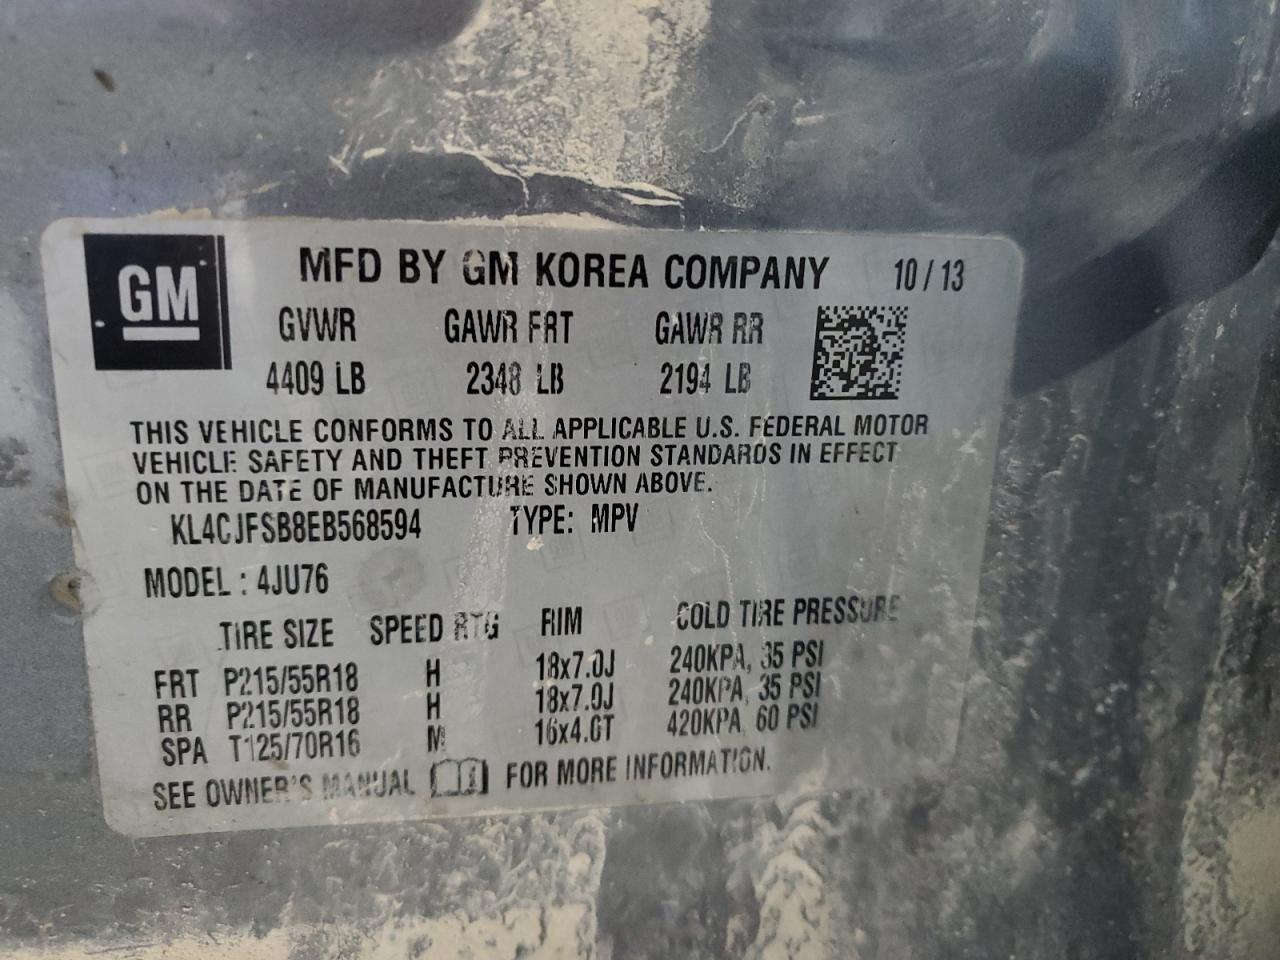 GM
MFD BY GM KOREA COMPANY 10 / 13
GVWR GAWR FRT GAWR RR
4409 LB 2348 LB 2194 LB
THIS VEHICLE CONFORMS TO ALL APPLICABLE U.S. FEDERAL MOTOR
VEHICLE SAFETY AND THEFT PREVENTION STANDARDS IN EFFECT
ON THE DATE OF MANUFACTURE SHOWN ABOVE.
KL4CJFSB8EB568594 TYPE: MPV
MODEL : 4JU76
TIRE SIZE SPEED RTG RIM COLD TIRE PRESSURE
FRT P215/55R18 H 18x7.0J 240KPA, 35 PSI
RR P215/55R18 H 18x7.0J 240KPA, 35 PSI
SPA T125/70R16 M 16x4.0T 420KPA, 60 PSI
SEE OWNER'S MANUAL FOR MORE INFORMATION.